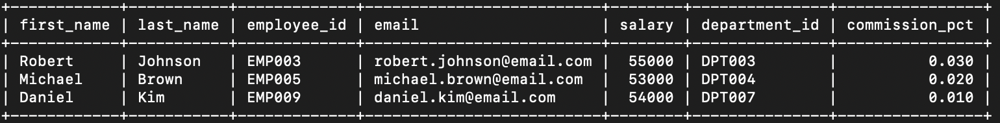 +------------+-----------+-------------+---------------------------+--------+---------------+----------------+
| first_name | last_name | employee_id | email                     | salary | department_id | commission_pct |
+------------+-----------+-------------+---------------------------+--------+---------------+----------------+
| Robert     | Johnson   | EMP003      | robert.johnson@email.com |  55000 | DPT003        |          0.030 |
| Michael    | Brown     | EMP005      | michael.brown@email.com  |  53000 | DPT004        |          0.020 |
| Daniel     | Kim       | EMP009      | daniel.kim@email.com     |  54000 | DPT007        |          0.010 |
+------------+-----------+-------------+---------------------------+--------+---------------+----------------+